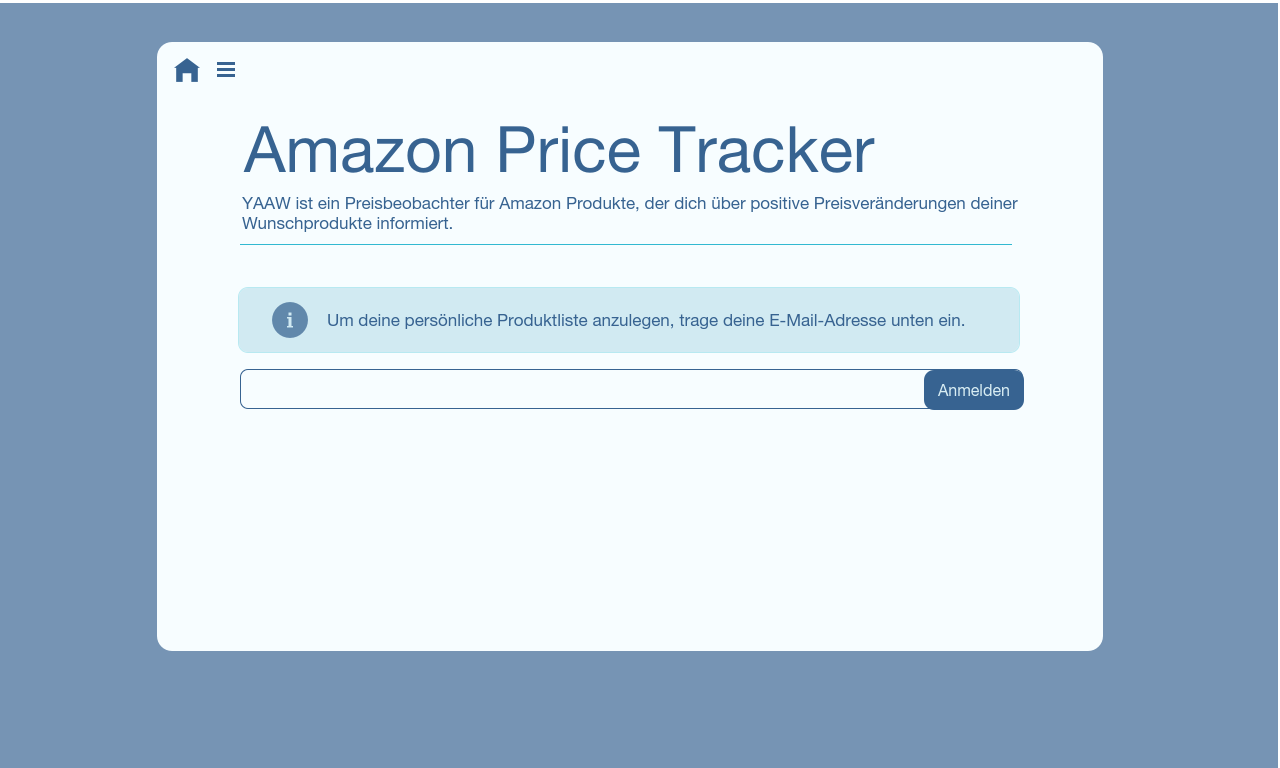 Amazon Price Tracker
YAAW ist ein Preisbeobachter für Amazon Produkte, der dich über positive Preisveränderungen deiner
Wunschprodukte informiert.
Um deine persönliche Produktliste anzulegen, trage deine E-Mail-Adresse unten ein.
Anmelden